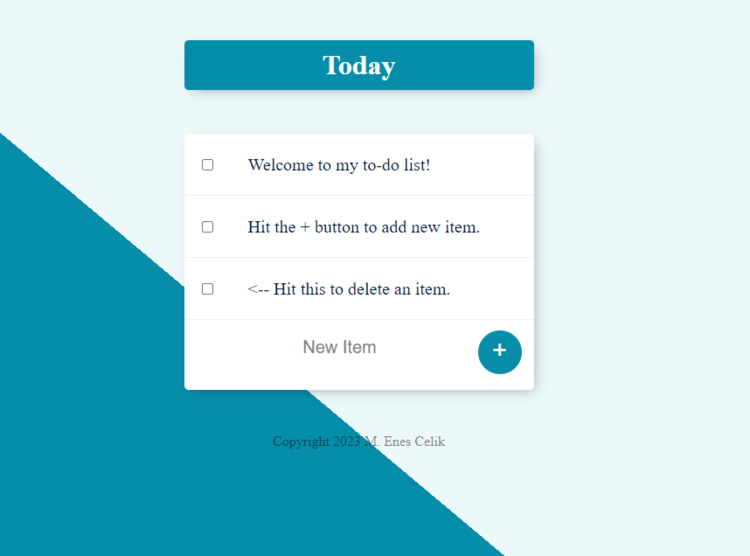 Today
Welcome to my to-do list!
Hit the + button to add new item.
<-- Hit this to delete an item.
New Item
+
Copyright 2023 M. Enes Celik